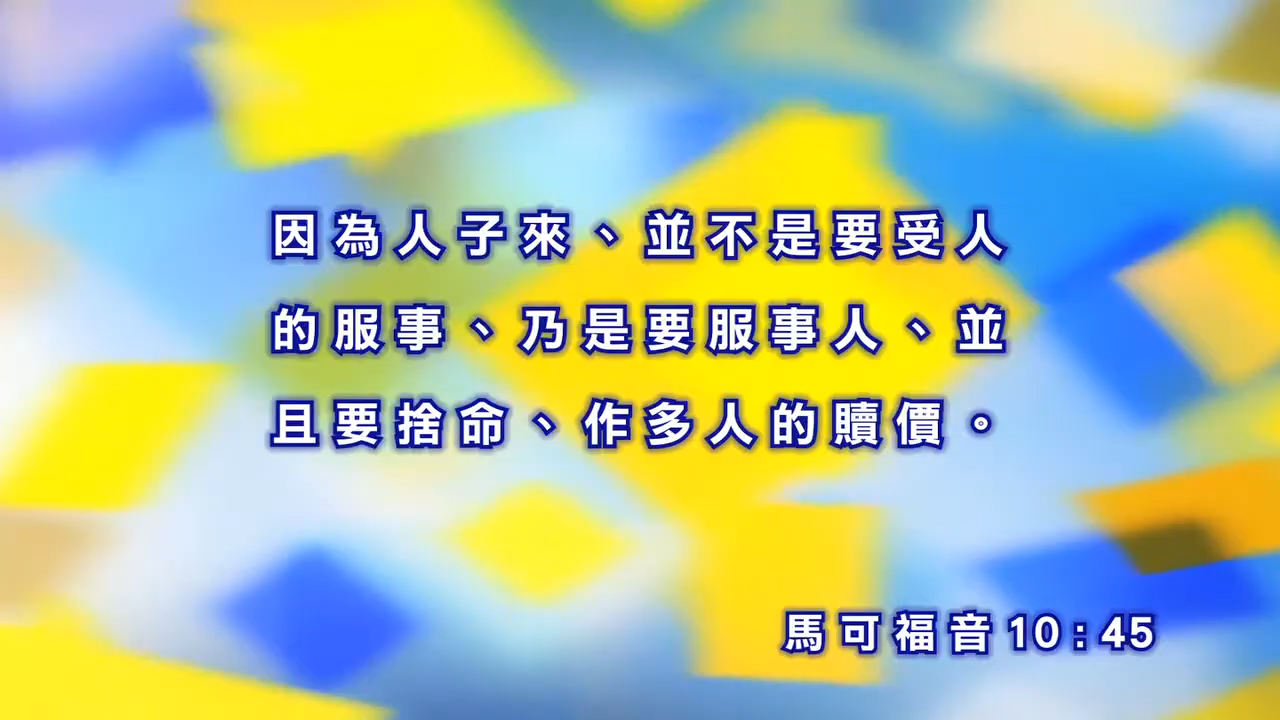 因為人子來、並不是要受人
的服事、乃是要服事人、並
且要捨命、作多人的贖價。
馬可福音10:45